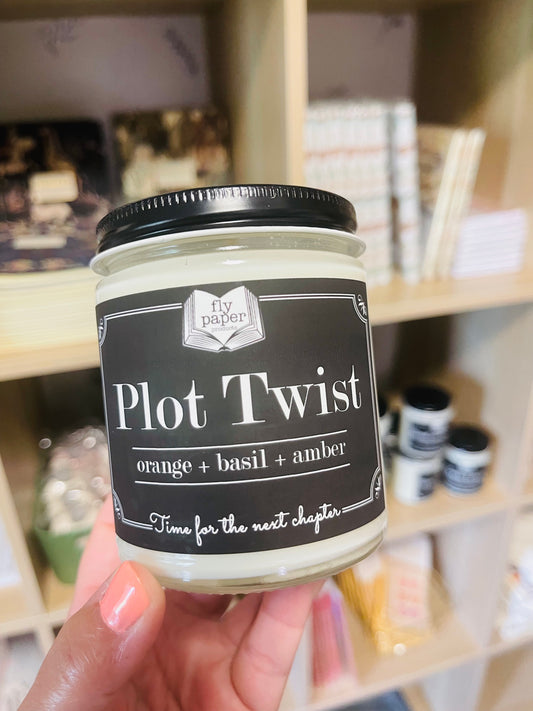 fly
paper
products
Plot Twist
orange + basil + amber
Time for the next chapter